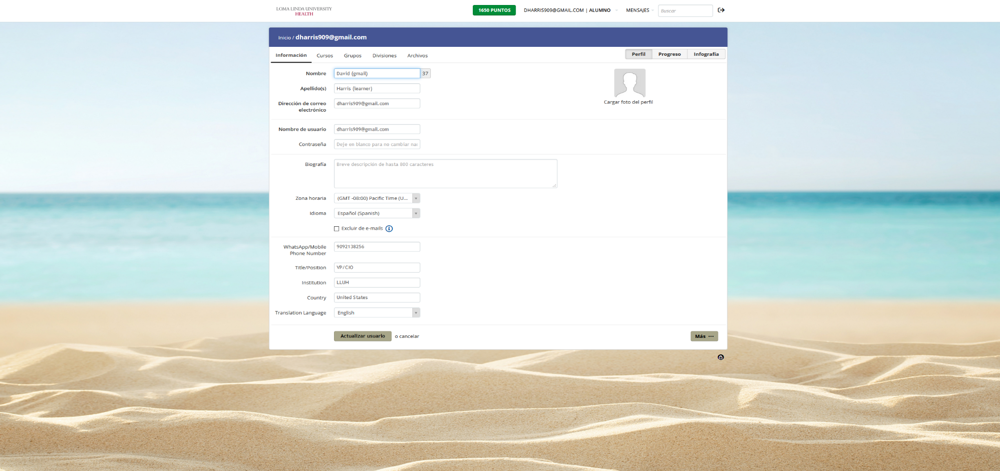 LOMA LINDA UNIVERSITY
HEALTH
1650 PUNTOS
DHARRIS909@GMAIL.COM | ALUMNO
MENSAJES
Buscar
Inicio / dharris909@gmail.com
Información
Cursos
Grupos
Divisiones
Archivos
Perfil
Progreso
Infografía
Nombre
David (gmail)
37
Apellido(s)
Harris (learner)
Dirección de correo
electrónico
dharris909@gmail.com
Cargar foto del perfil
Nombre de usuario
dharris909@gmail.com
Contraseña
Deje en blanco para no cambiar
Biografía
Breve descripción de hasta 800 caracteres
Zona horaria
(GMT -08:00) Pacific Time (U...
Idioma
Español (Spanish)
Excluir de e-mails
WhatsApp/Mobile
Phone Number
9092138256
Title/Position
VP/CIO
Institution
LLUH
Country
United States
Translation Language
English
Actualizar usuario
o cancelar
Más ...